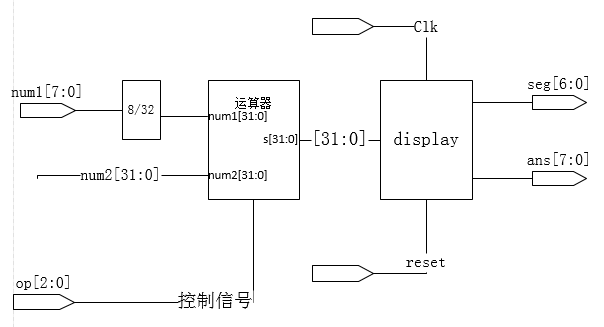 Clk
num1[7:0]
8/32
运算器
num1[31:0]
s[31:0]
[31:0]
display
seg[6:0]
ans[7:0]
num2[31:0]
num2[31:0]
reset
op[2:0]
控制信号